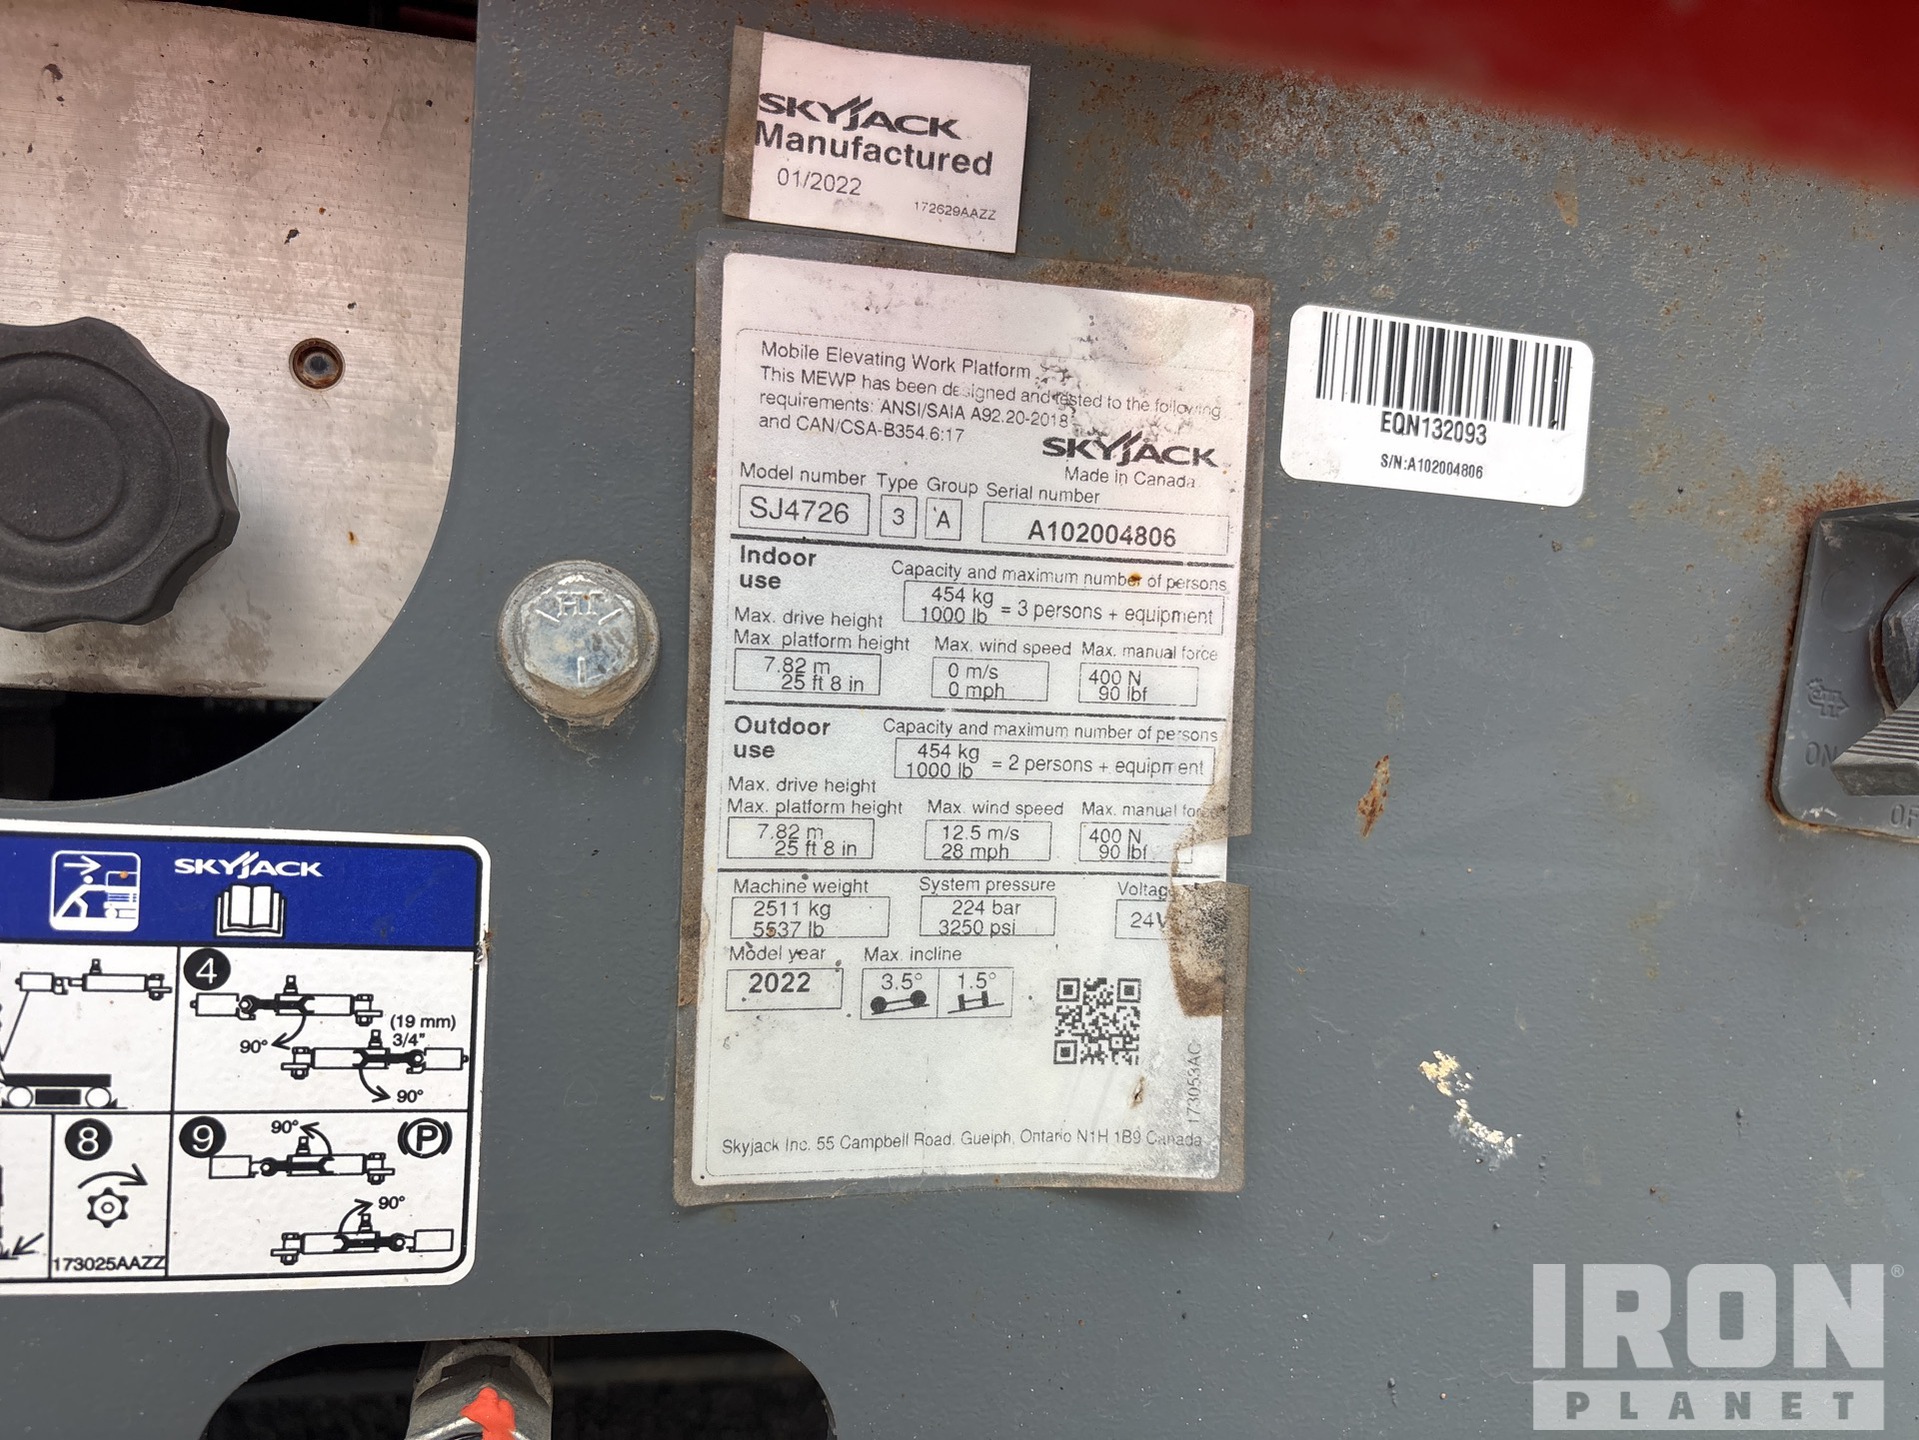 SKYJACK
Manufactured
01/2022
172629AAZZ
Mobile Elevating Work Platform
This MEWP has been designed and tested to the following
requirements: ANSI/SAIA A92.20-2018
and CAN/CSA-B354.6:17
SKYJACK
Made in Canada
Model number Type Group Serial number
SJ4726 3 A A102004806
Indoor use
Capacity and maximum number of persons
454 kg
1000 lb = 3 persons + equipment
Max. drive height
Max. platform height Max. wind speed Max. manual force
7.82 m 0 m/s 400 N
25 ft 8 in 0 mph 90 lbf
Outdoor use
Capacity and maximum number of persons
454 kg
1000 lb = 2 persons + equipment
Max. drive height
Max. platform height Max. wind speed Max. manual force
7.82 m 12.5 m/s 400 N
25 ft 8 in 28 mph 90 lbf
Machine weight System pressure Voltage
2511 kg 224 bar 24V
5537 lb 3250 psi
Model year Max. incline
2022 3.5° 1.5°
173053AC
Skyjack Inc. 55 Campbell Road, Guelph, Ontario N1H 1B9 Canada
EQN132093
S/N:A102004806
HT
L
SKYJACK
4
(19 mm)
3/4"
90°
90°
8
173025AAZZ
9
90°
P
90°
ON
OF
IRON
PLANET
®